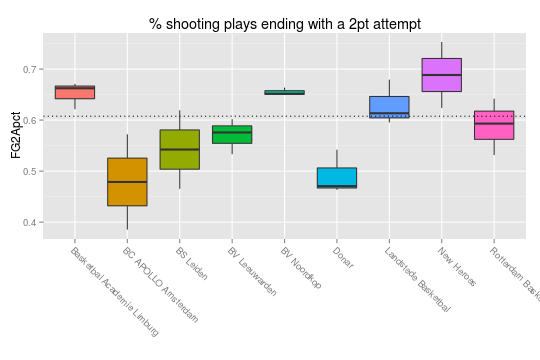 % shooting plays ending with a 2pt attempt
FG2Apct
0.7
0.6
0.5
0.4
Basketbal Academie Limburg
BC APOLLO Amsterdam
BS Leiden
BV Leeuwarden
BV Noordkop
Donar
Landstede Basketbal
New Heroes
Rotterdam Bask